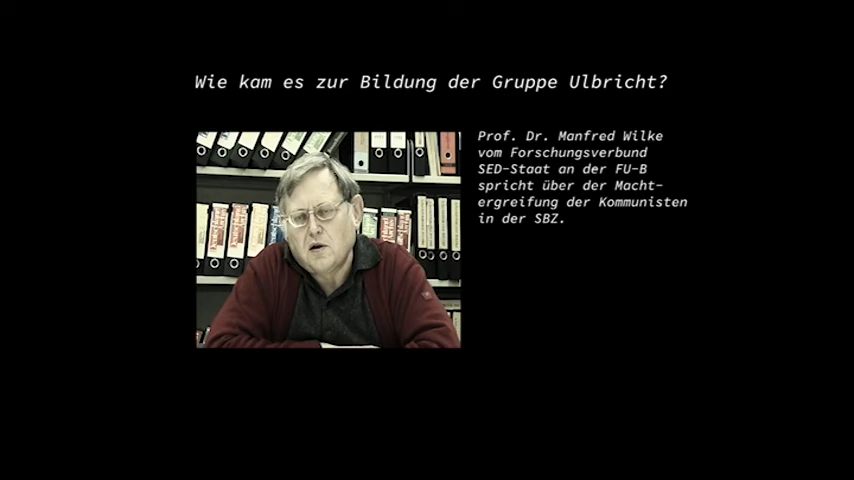 Wie kam es zur Bildung der Gruppe Ulbricht?
Prof. Dr. Manfred Wilke
vom Forschungsverbund
SED-Staat an der FU-B
spricht über der Macht-
ergreifung der Kommunisten
in der SBZ.